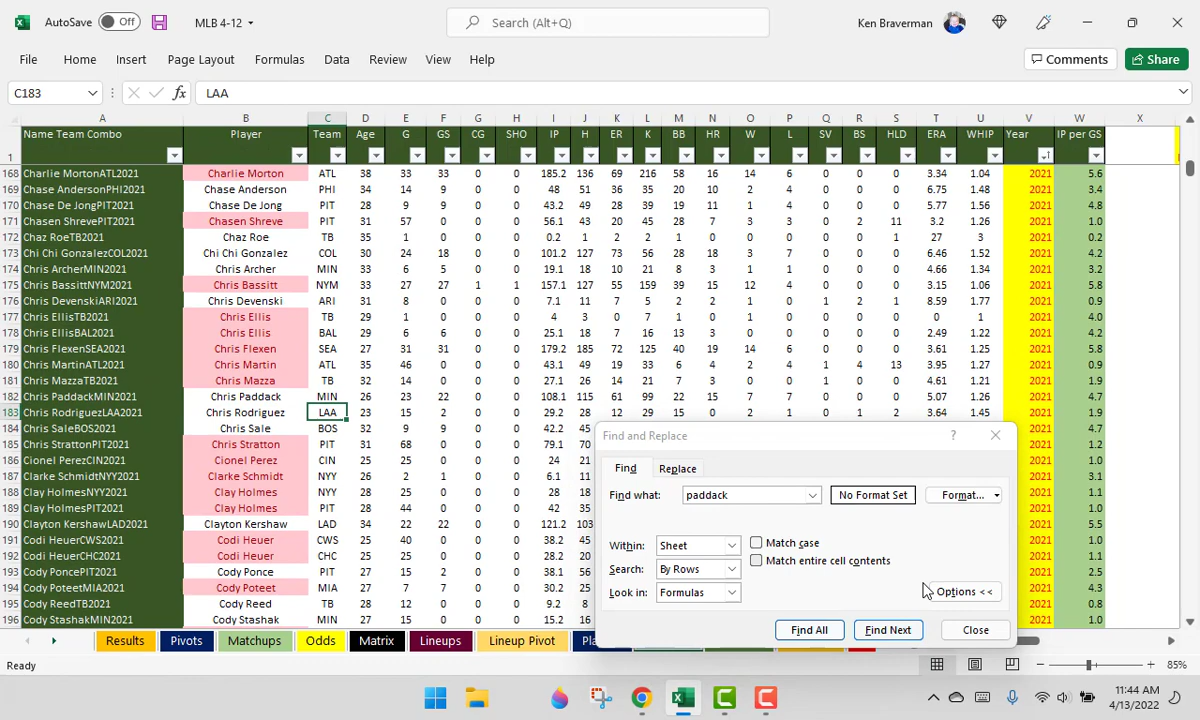 AutoSave Off MLB 4-12 Search (Alt+Q) Ken Braverman
File Home Insert Page Layout Formulas Data Review View Help Comments Share
C183 fx LAA
A B C D E F G H I J K L M N O P Q R S T U V W X Y
Name Team Combo Player Team Age G GS CG SHO IP H ER K BB HR W L SV BS HLD ERA WHIP Year IP per GS
1
168 Charlie MortonATL2021 Charlie Morton ATL 38 33 33 0 0 185.2 136 69 216 58 16 14 6 0 0 0 3.34 1.04 2021 5.6
169 Chase AndersonPHI2021 Chase Anderson PHI 34 14 9 0 0 48 51 36 35 20 10 2 4 0 0 0 6.75 1.48 2021 3.4
170 Chase De JongPIT2021 Chase De Jong PIT 28 9 9 0 0 43.2 49 28 39 19 11 1 4 0 0 0 5.77 1.56 2021 4.8
171 Chasen ShrevePIT2021 Chasen Shreve PIT 31 57 0 0 0 56.1 43 20 45 28 7 3 3 0 2 11 3.2 1.26 2021 1.0
172 Chaz RoeTB2021 Chaz Roe TB 35 1 0 0 0 0.2 1 2 2 1 0 0 0 0 0 1 27 3 2021 0.2
173 Chi Chi GonzalezCOL2021 Chi Chi Gonzalez COL 30 24 18 0 0 101.2 127 73 56 28 18 3 7 0 0 0 6.46 1.52 2021 4.2
174 Chris ArcherMIN2021 Chris Archer MIN 33 6 5 0 0 19.1 18 10 21 8 3 1 1 0 0 0 4.66 1.34 2021 3.2
175 Chris BassittNYM2021 Chris Bassitt NYM 33 27 27 1 1 157.1 127 55 159 39 15 12 4 0 0 0 3.15 1.06 2021 5.8
176 Chris DevenskiARI2021 Chris Devenski ARI 31 8 0 0 0 7.1 11 7 5 2 2 1 0 1 2 1 8.59 1.77 2021 0.9
177 Chris EllisTB2021 Chris Ellis TB 29 1 0 0 0 4 3 0 7 1 0 1 0 0 0 0 0 1 2021 4.0
178 Chris EllisBAL2021 Chris Ellis BAL 29 6 6 0 0 25.1 18 7 16 13 3 0 0 0 0 0 2.49 1.22 2021 4.2
179 Chris FlexenSEA2021 Chris Flexen SEA 27 31 31 0 0 179.2 185 72 125 40 19 14 6 0 0 0 3.61 1.25 2021 5.8
180 Chris MartinATL2021 Chris Martin ATL 35 46 0 0 0 43.1 49 19 33 6 4 2 4 1 4 13 3.95 1.27 2021 0.9
181 Chris MazzaTB2021 Chris Mazza TB 32 14 0 0 0 27.1 26 14 21 7 3 0 0 1 0 0 4.61 1.21 2021 1.9
182 Chris PaddackMIN2021 Chris Paddack MIN 26 23 22 0 0 108.1 115 61 99 22 15 7 7 0 0 0 5.07 1.26 2021 4.7
183 Chris RodriguezLAA2021 Chris Rodriguez LAA 23 15 2 0 0 29.2 28 12 29 15 0 2 1 0 1 2 3.64 1.45 2021 1.9
184 Chris SaleBOS2021 Chris Sale BOS 32 9 9 0 0 42.2 45 2021 4.7
185 Chris StrattonPIT2021 Chris Stratton PIT 31 68 0 0 0 79.1 70 2021 1.2
186 Cionel PerezCIN2021 Cionel Perez CIN 25 25 0 0 0 24 21 2021 1.0
187 Clarke SchmidtNYY2021 Clarke Schmidt NYY 26 2 1 0 0 6.1 11 2021 3.1
188 Clay HolmesNYY2021 Clay Holmes NYY 28 25 0 0 0 28 18 2021 1.1
189 Clay HolmesPIT2021 Clay Holmes PIT 28 44 0 0 0 42 35 2021 1.0
190 Clayton KershawLAD2021 Clayton Kershaw LAD 34 22 22 0 0 121.2 103 2021 5.5
191 Codi HeuerCWS2021 Codi Heuer CWS 25 40 0 0 0 38.2 45 2021 1.0
192 Codi HeuerCHC2021 Codi Heuer CHC 25 25 0 0 0 28.2 20 2021 1.1
193 Cody PoncePIT2021 Cody Ponce PIT 27 15 2 0 0 38.1 56 2021 2.5
194 Cody PoteetMIA2021 Cody Poteet MIA 27 7 7 0 0 30.2 25 2021 4.3
195 Cody ReedTB2021 Cody Reed TB 28 12 0 0 0 9.2 8 2021 0.8
196 Cody StashakMIN2021 Cody Stashak MIN 27 15 0 0 0 15.2 16 2021 1.0
Find and Replace ?
Find Replace
Find what: paddack No Format Set Format...
Within: Sheet Match case
Search: By Rows Match entire cell contents
Look in: Formulas Options <<
Find All Find Next Close
Results Pivots Matchups Odds Matrix Lineups Lineup Pivot
Ready 85%
11:44 AM
4/13/2022